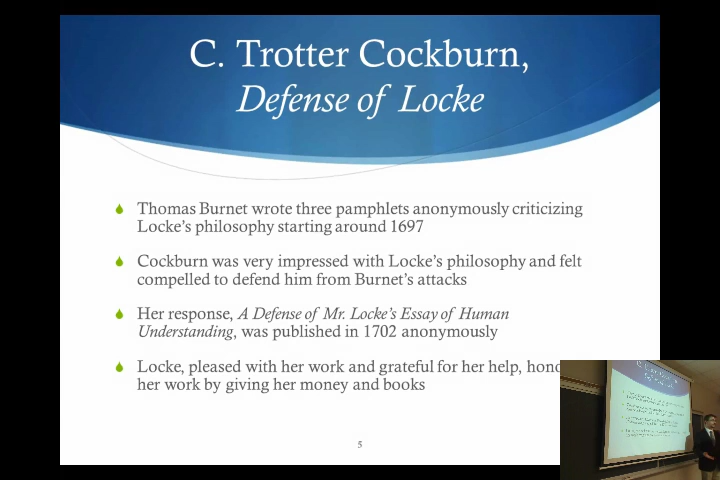 C. Trotter Cockburn,
Defense of Locke
Thomas Burnet wrote three pamphlets anonymously criticizing
Locke's philosophy starting around 1697
Cockburn was very impressed with Locke's philosophy and felt
compelled to defend him from Burnet's attacks
Her response, A Defense of Mr. Locke's Essay of Human
Understanding, was published in 1702 anonymously
Locke, pleased with her work and grateful for her help,
her work by giving her money and books
5